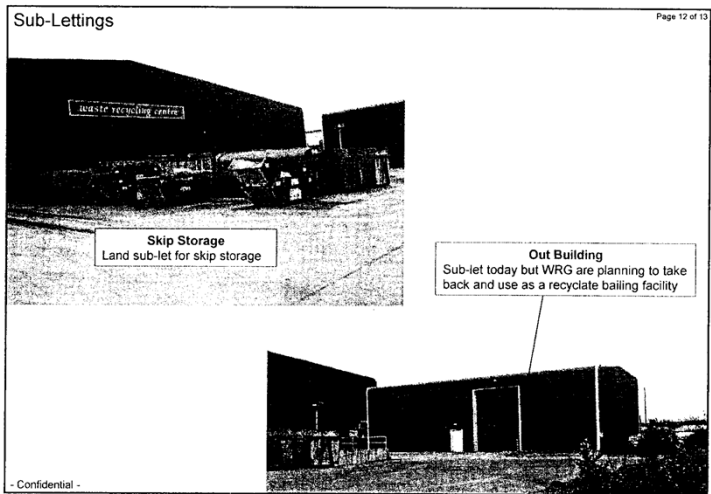 Sub-Lettings
Page 12 of 13
waste recycling centre
Skip Storage
Land sub-let for skip storage
Out Building
Sub-let today but WRG are planning to take
back and use as a recyclate bailing facility
- Confidential -